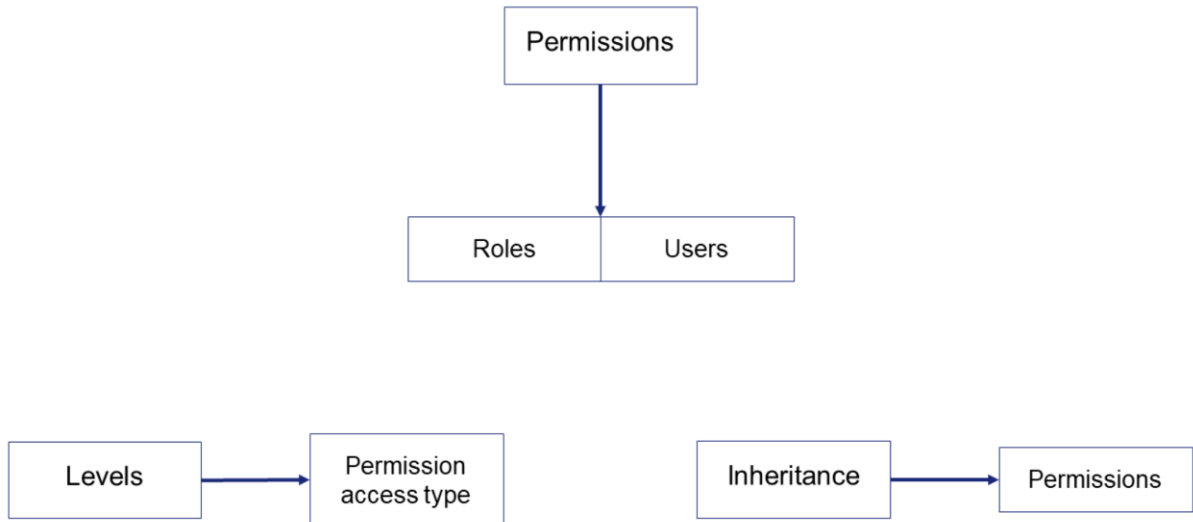 Permissions
Roles
Users
Levels
Permission
access type
Inheritance
Permissions